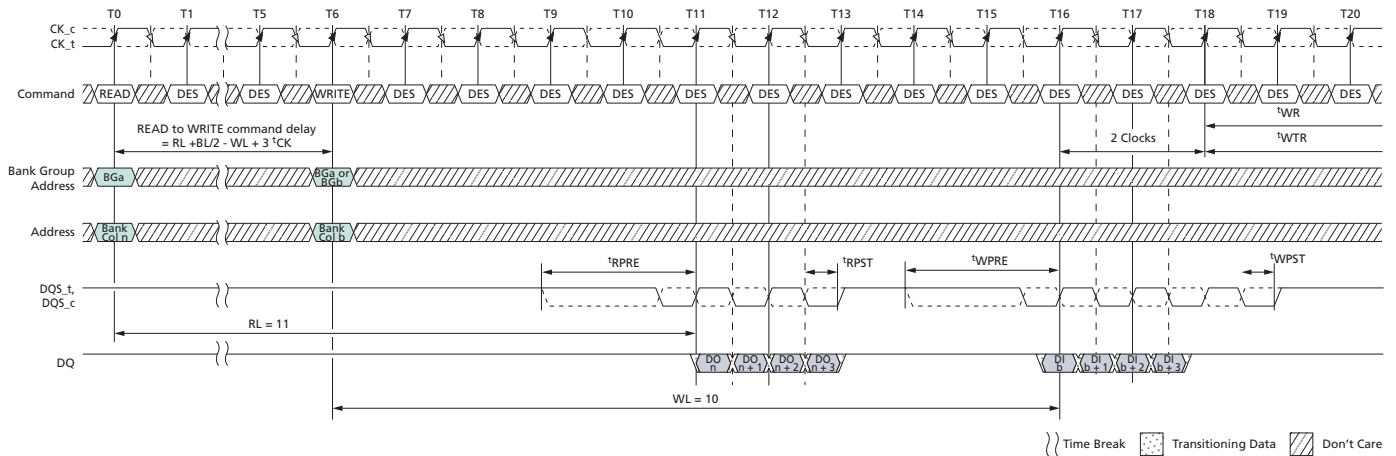 T0 T1 T5 T6 T7 T8 T9 T10 T11 T12 T13 T14 T15 T16 T17 T18 T19 T20
CK_c
CK_t
Command READ DES DES WRITE DES DES DES DES DES DES DES DES DES DES DES DES DES DES
tWR
READ to WRITE command delay
= RL +BL/2 - WL + 3 tCK
2 Clocks
tWTR
Bank Group
Address
BGa
BGa or
BGb
Address
Bank
Col n
Bank
Col b
tRPRE tRPST tWPRE tWPST
DQS_t,
DQS_c
RL = 11
DQ
DO
n
DO
n + 1
DO
n + 2
DO
n + 3
DI
b
DI
b + 1
DI
b + 2
DI
b + 3
WL = 10
Time Break Transitioning Data Don't Care